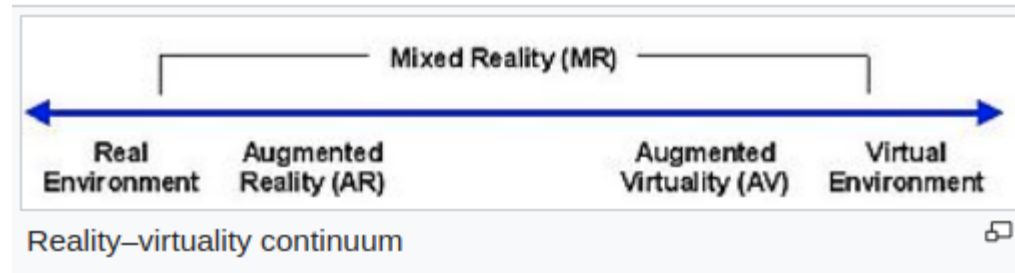 Mixed Reality (MR)
Real Environment
Augmented Reality (AR)
Augmented Virtuality (AV)
Virtual Environment
Reality–virtuality continuum